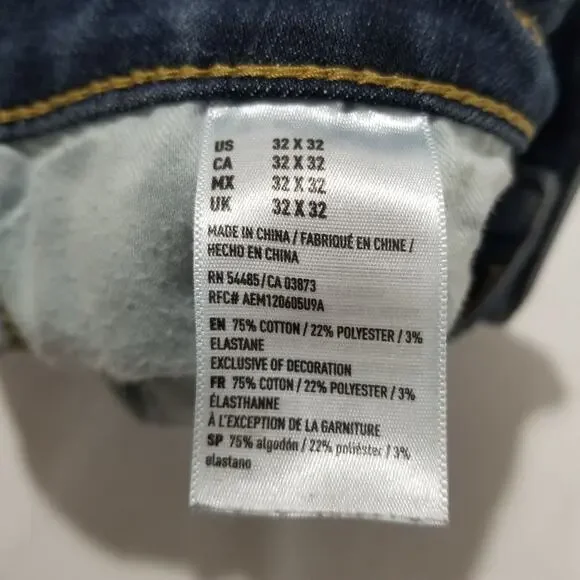 US 32 X 32
CA 32 X 32
MX 32 X 32
UK 32 X 32
MADE IN CHINA / FABRIQUÉ EN CHINE /
HECHO EN CHINA
RN 54485/CA 03873
RFC# AEM120605U9A
EN 75% COTTON / 22% POLYESTER / 3%
ELASTANE
EXCLUSIVE OF DECORATION
FR 75% COTON / 22% POLYESTER / 3%
ÉLASTHANNE
À L'EXCEPTION DE LA GARNITURE
SP 75% algodón / 22% poliéster / 3%
elastano